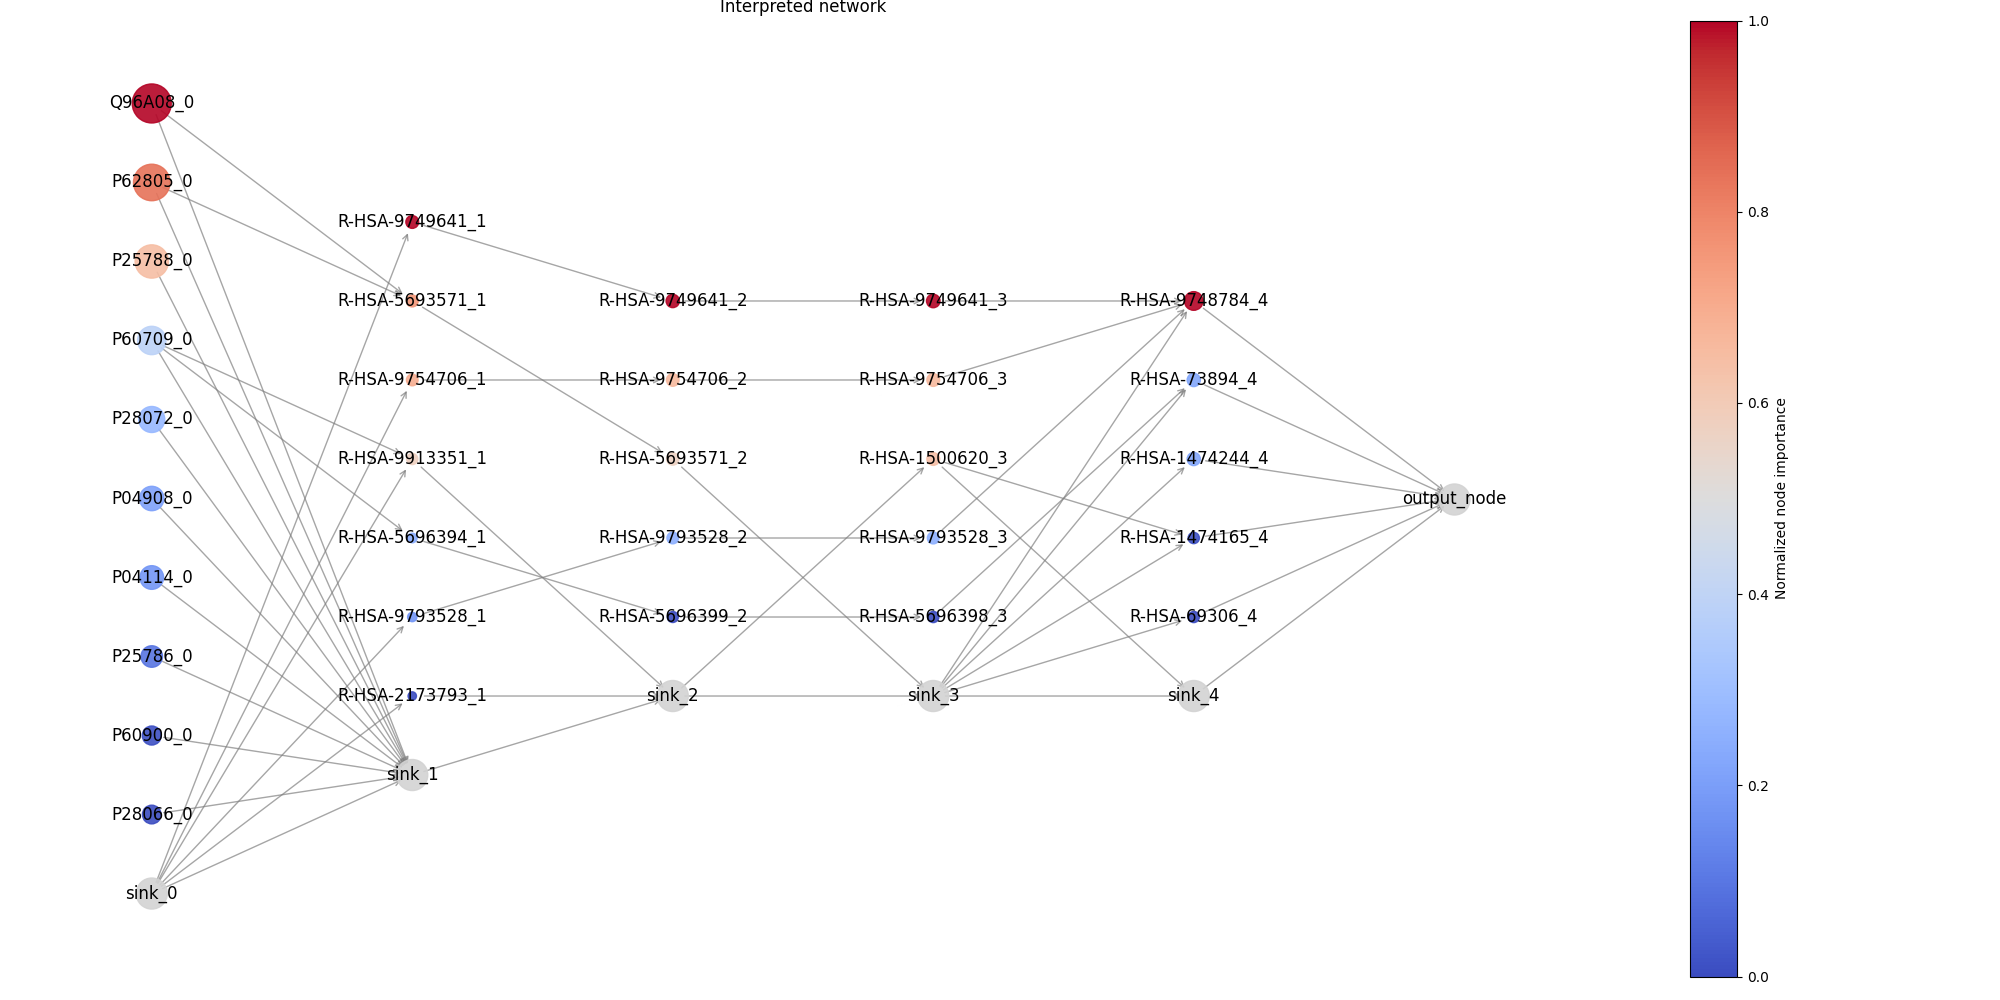 Interpreted network
Q96A08_0
P62805_0
P25788_0
P60709_0
P28072_0
P04908_0
P04114_0
P25786_0
P60900_0
P28066_0
sink_0
R-HSA-9749641_1
R-HSA-5693571_1
R-HSA-9754706_1
R-HSA-9913351_1
R-HSA-5696394_1
R-HSA-9793528_1
R-HSA-2173793_1
sink_1
R-HSA-9749641_2
R-HSA-9754706_2
R-HSA-5693571_2
R-HSA-9793528_2
R-HSA-5696399_2
sink_2
R-HSA-9749641_3
R-HSA-9754706_3
R-HSA-1500620_3
R-HSA-9793528_3
R-HSA-5696398_3
sink_3
R-HSA-9748784_4
R-HSA-73894_4
R-HSA-1474244_4
R-HSA-1474165_4
R-HSA-69306_4
sink_4
output_node
1.0
0.8
0.6
0.4
0.2
0.0
Normalized node importance